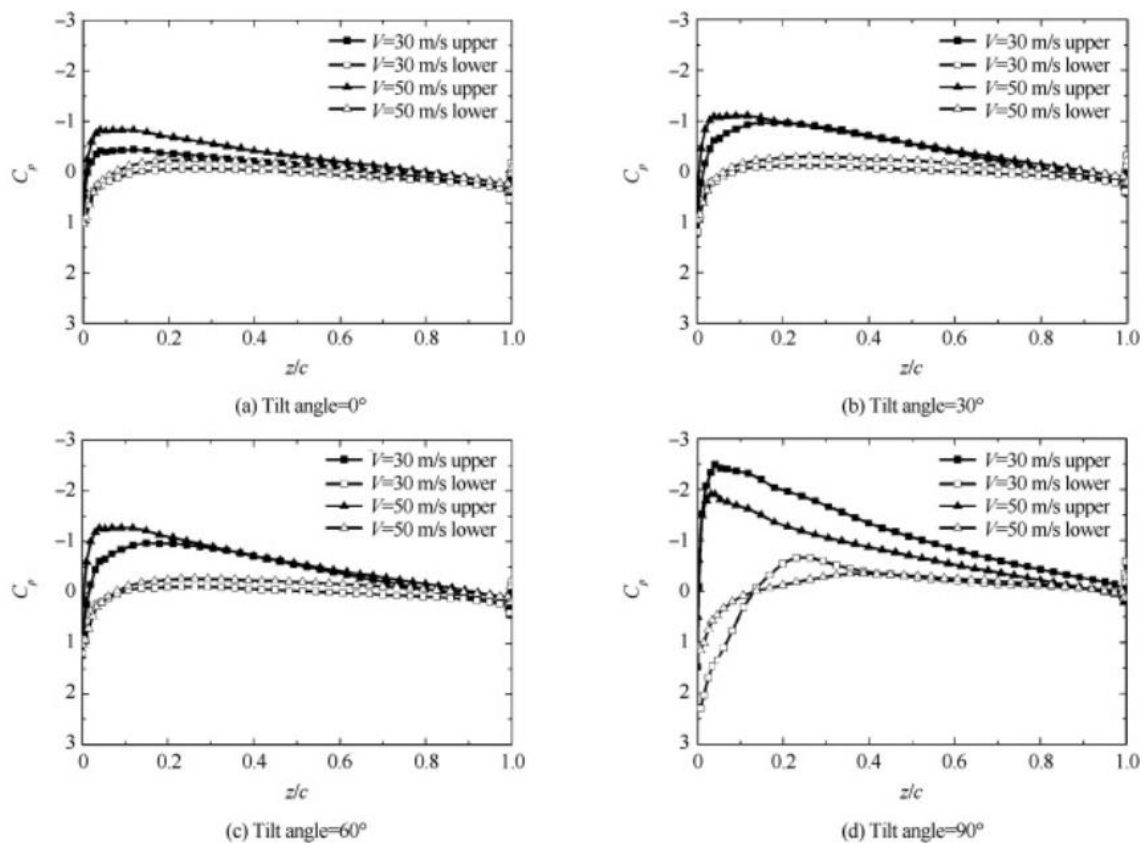 -3
-2
-1
0
1
2
3
C_p
V=30 m/s upper
V=30 m/s lower
V=50 m/s upper
V=50 m/s lower
0 0.2 0.4 0.6 0.8 1.0
z/c
(a) Tilt angle=0°
-3
-2
-1
0
1
2
3
C_p
V=30 m/s upper
V=30 m/s lower
V=50 m/s upper
V=50 m/s lower
0 0.2 0.4 0.6 0.8 1.0
z/c
(b) Tilt angle=30°
-3
-2
-1
0
1
2
3
C_p
V=30 m/s upper
V=30 m/s lower
V=50 m/s upper
V=50 m/s lower
0 0.2 0.4 0.6 0.8 1.0
z/c
(c) Tilt angle=60°
-3
-2
-1
0
1
2
3
C_p
V=30 m/s upper
V=30 m/s lower
V=50 m/s upper
V=50 m/s lower
0 0.2 0.4 0.6 0.8 1.0
z/c
(d) Tilt angle=90°